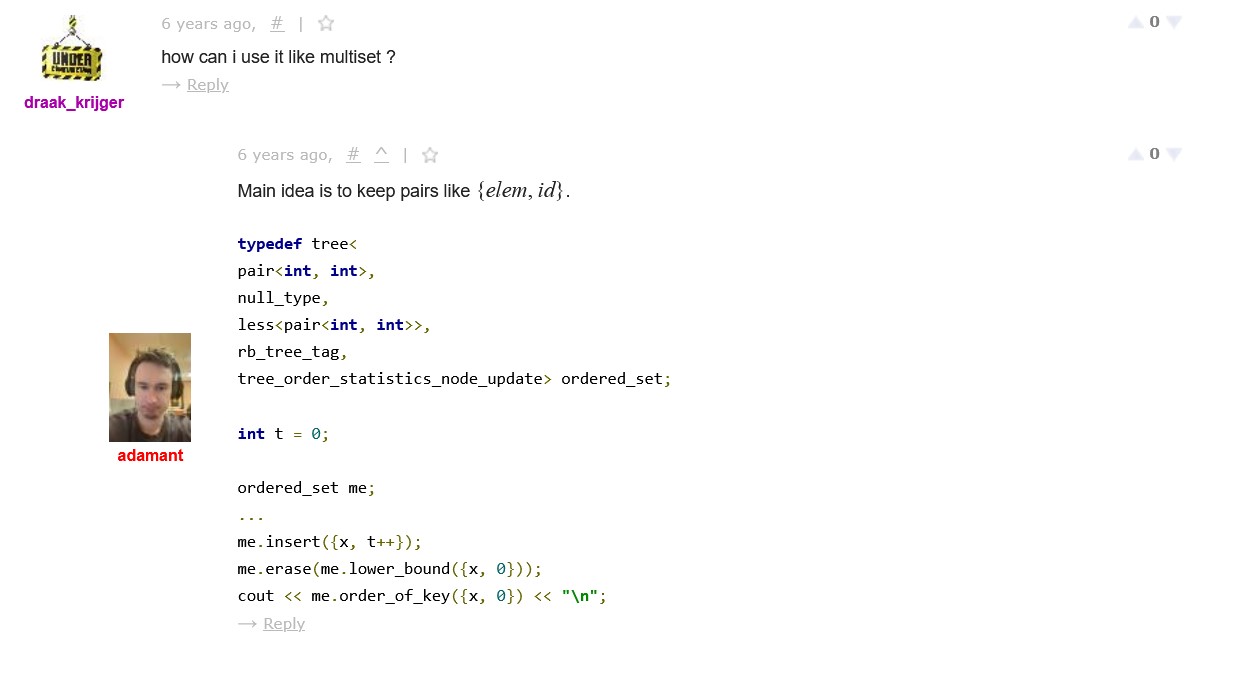 6 years ago, # | ☆
0
UNDER
how can i use it like multiset ?
→ Reply
draak_krijger
6 years ago, # ^ | ☆
0
Main idea is to keep pairs like {elem, id}.
typedef tree<
pair<int, int>,
null_type,
less<pair<int, int>>,
rb_tree_tag,
tree_order_statistics_node_update> ordered_set;
int t = 0;
adamant
ordered_set me;
...
me.insert({x, t++});
me.erase(me.lower_bound({x, 0}));
cout << me.order_of_key({x, 0}) << "\n";
→ Reply